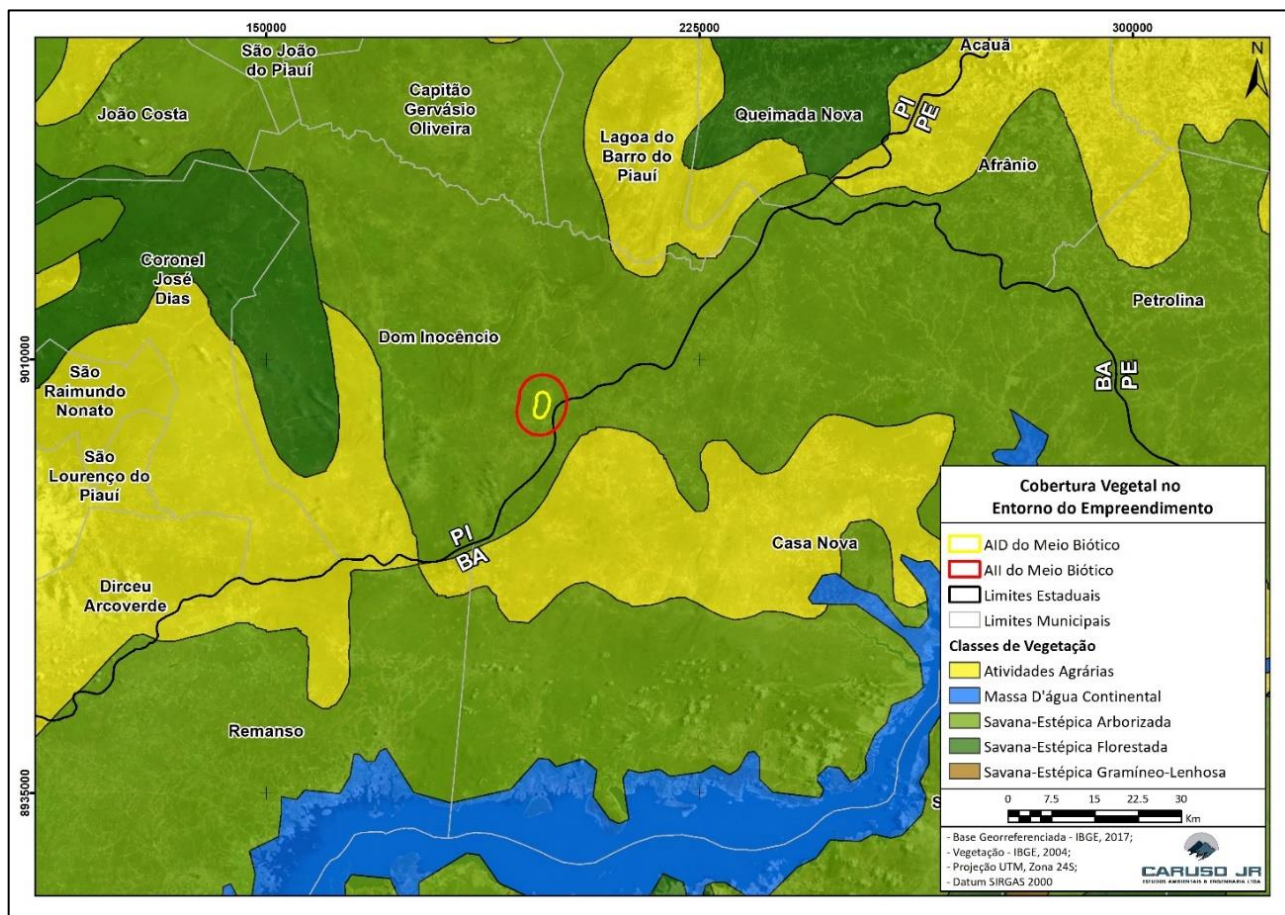 150000
225000
300000
São João
do Piauí
Acauã
N
João Costa
Capitão
Gervásio
Oliveira
Queimada Nova
PI
PE
Lagoa do
Barro do
Piauí
Afrânio
Coronel
José
Dias
Petrolina
Dom Inocêncio
9010000
BA
PE
São
Raimundo
Nonato
São
Lourenço do
Piauí
PI
BA
Casa Nova
Dirceu
Arcoverde
Remanso
8935000
S
Cobertura Vegetal no
Entorno do Empreendimento
AID do Meio Biótico
AII do Meio Biótico
Limites Estaduais
Limites Municipais
Classes de Vegetação
Atividades Agrárias
Massa D'água Continental
Savana-Estépica Arborizada
Savana-Estépica Florestada
Savana-Estépica Gramíneo-Lenhosa
0 7.5 15 22.5 30
Km
- Base Georreferenciada - IBGE, 2017;
- Vegetação - IBGE, 2004;
- Projeção UTM, Zona 24S;
- Datum SIRGAS 2000
CARUSO JR
ESTUDOS AMBIENTAIS & ENGENHARIA LTDA